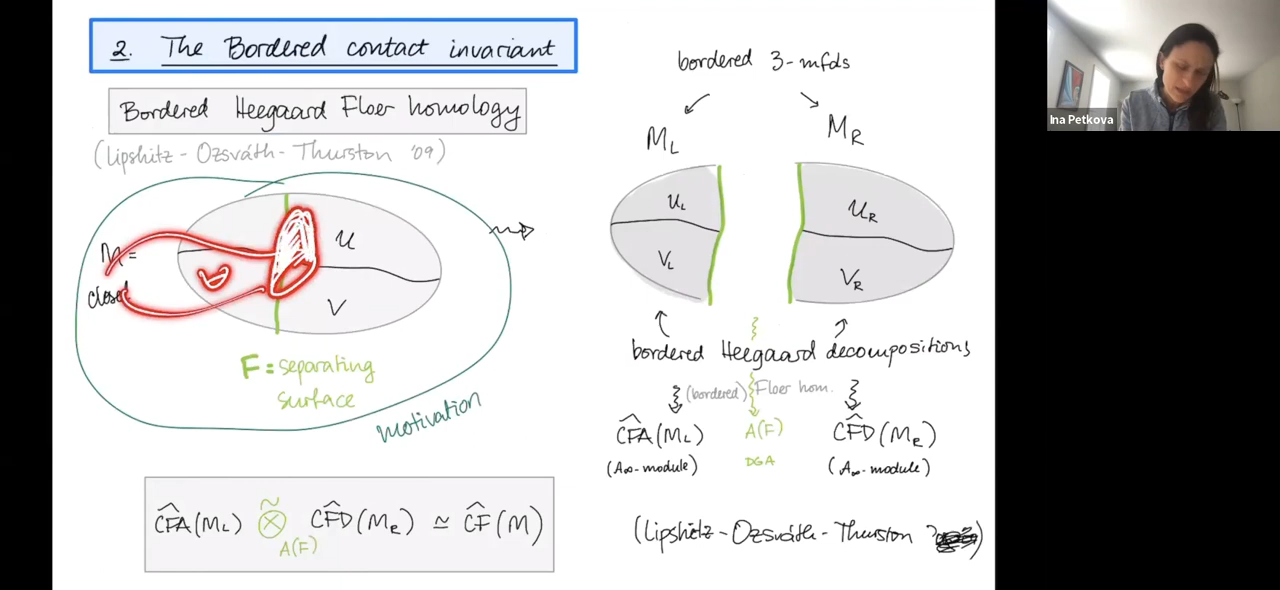 2. The Bordered contact invariant
Bordered Heegaard Floer homology
(Lipshitz - Ozsváth - Thurston '09)
M =
closed
U
V
F = separating
surface
motivation
CFA^(M_L) ⊗~_A(F) CFD^(M_R) ≃ CF^(M)
bordered 3-mfds
M_L M_R
U_L U_R
V_L V_R
bordered Heegaard decompositions
(bordered) Floer hom.
CFA^(M_L) A(F) CFD^(M_R)
(A∞-module) DGA (A∞-module)
(Lipshitz - Ozsváth - Thurston )
Ina Petkova